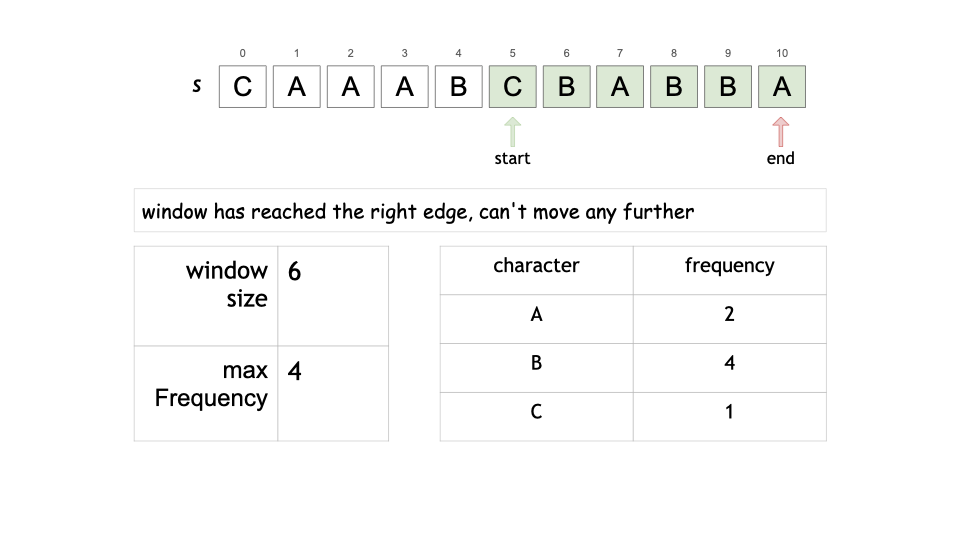 0 1 2 3 4 5 6 7 8 9 10
s C A A A B C B A B B A
start end
window has reached the right edge, can't move any further
window
size
6
max
Frequency
4
character frequency
A 2
B 4
C 1